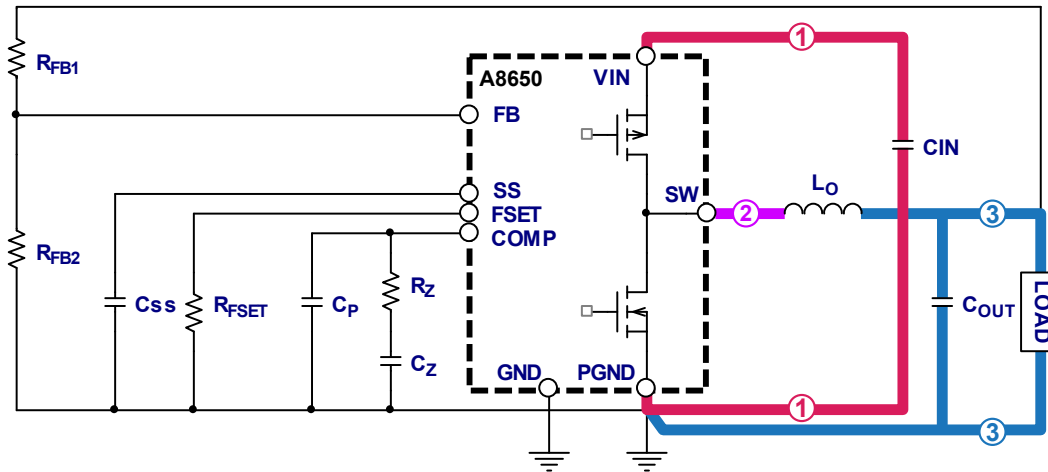 1
RFB1
A8650
VIN
FB
CIN
SS
SW
LO
FSET
2
3
COMP
RFB2
CSS
RFSET
CP
RZ
COUT
LOAD
CZ
GND
PGND
1
3